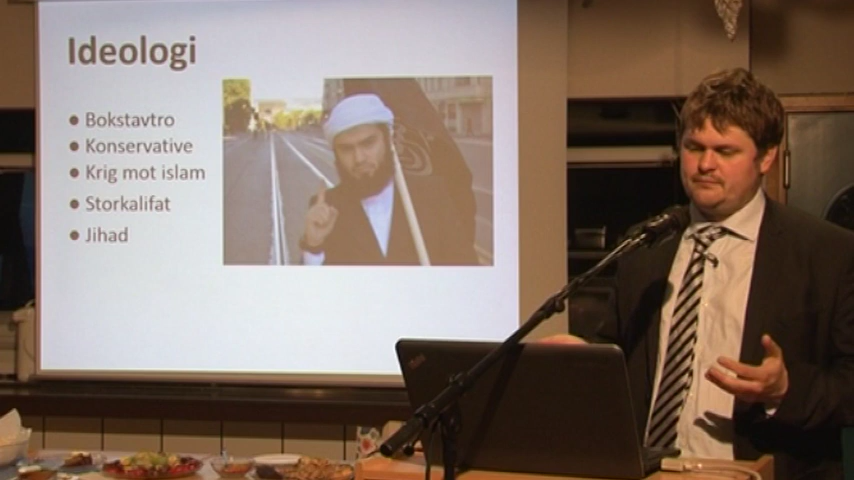 Ideologi
● Bokstavtro
● Konservative
● Krig mot islam
● Storkalifat
● Jihad